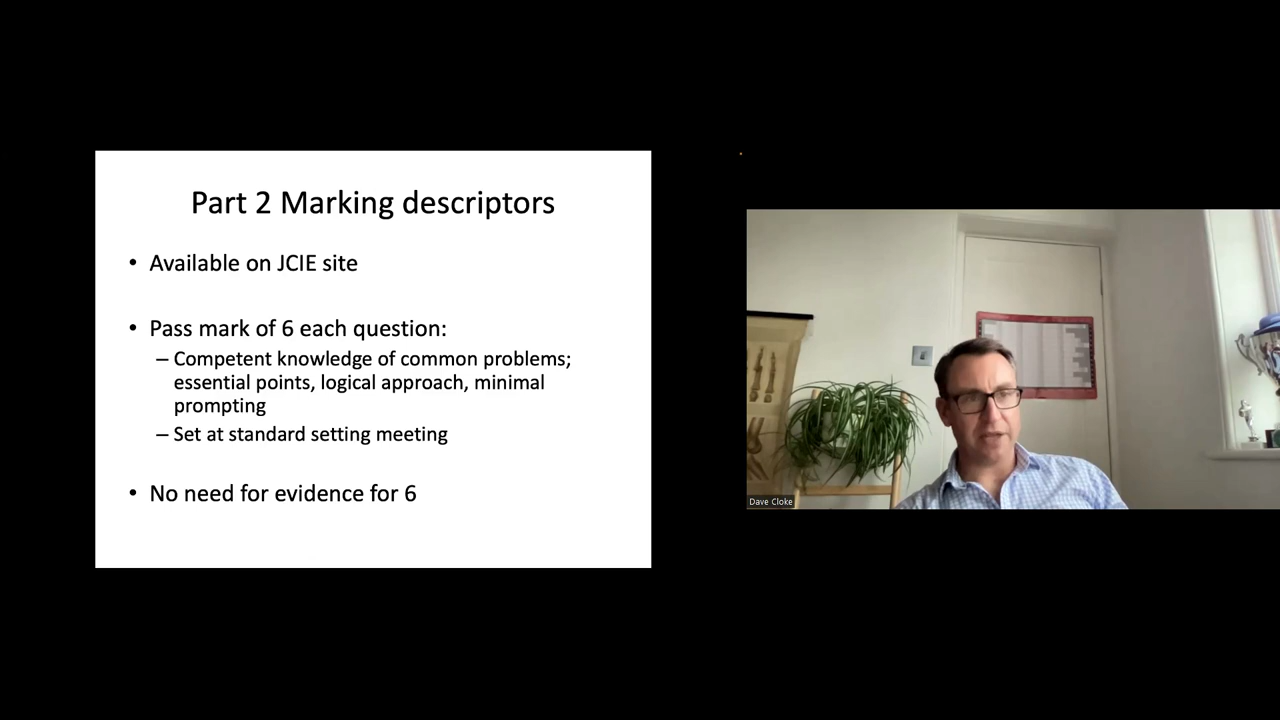 Part 2 Marking descriptors
• Available on JCIE site
• Pass mark of 6 each question:
– Competent knowledge of common problems;
essential points, logical approach, minimal
prompting
– Set at standard setting meeting
• No need for evidence for 6
Dave Cloke